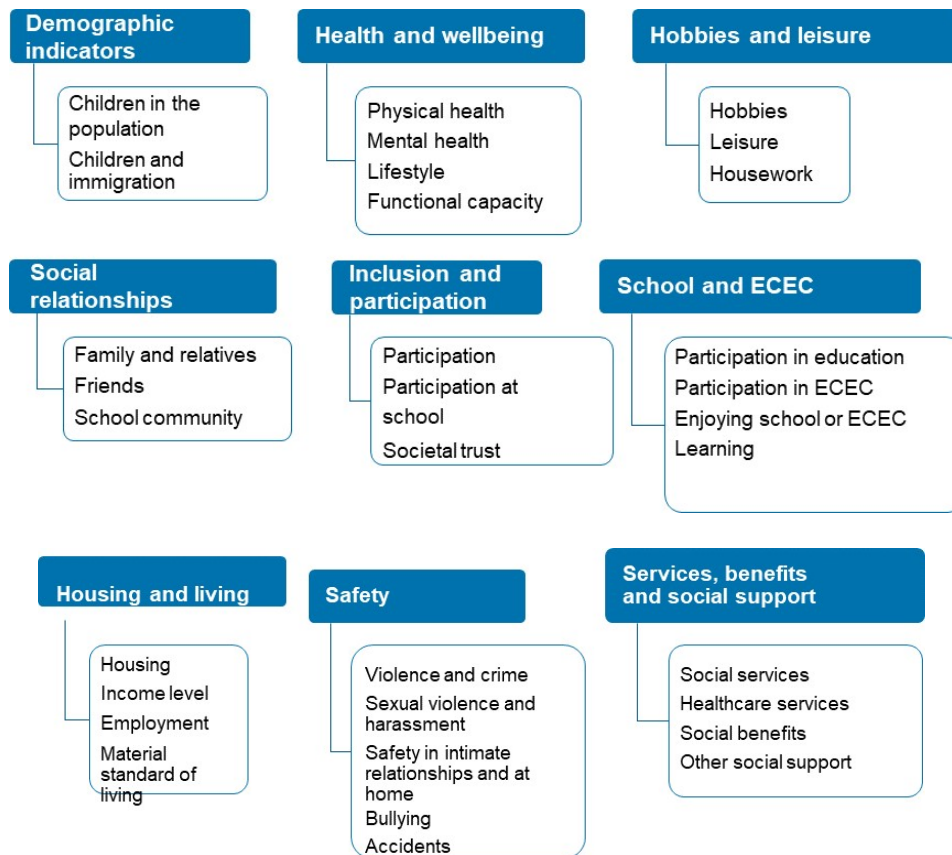 Demographic
indicators
Children in the
population
Children and
immigration
Health and wellbeing
Physical health
Mental health
Lifestyle
Functional capacity
Hobbies and leisure
Hobbies
Leisure
Housework
Social
relationships
Family and relatives
Friends
School community
Inclusion and
participation
Participation
Participation at
school
Societal trust
School and ECEC
Participation in education
Participation in ECEC
Enjoying school or ECEC
Learning
Housing and living
Housing
Income level
Employment
Material
standard of
living
Safety
Violence and crime
Sexual violence and
harassment
Safety in intimate
relationships and at
home
Bullying
Accidents
Services, benefits
and social support
Social services
Healthcare services
Social benefits
Other social support